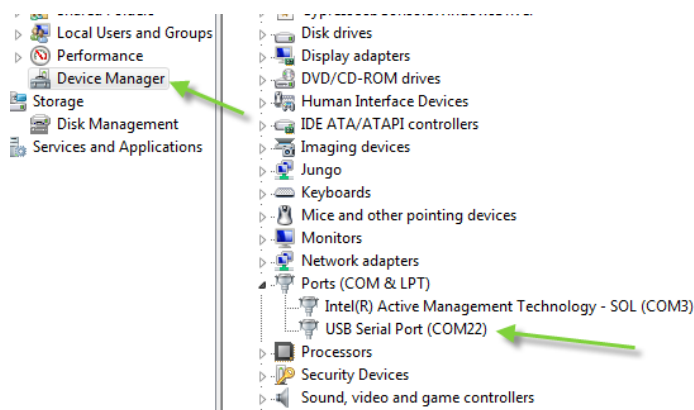 Local Users and Groups
Performance
Device Manager
Storage
Disk Management
Services and Applications
Disk drives
Display adapters
DVD/CD-ROM drives
Human Interface Devices
IDE ATA/ATAPI controllers
Imaging devices
Jungo
Keyboards
Mice and other pointing devices
Monitors
Network adapters
Ports (COM & LPT)
Intel(R) Active Management Technology - SOL (COM3)
USB Serial Port (COM22)
Processors
Security Devices
Sound, video and game controllers